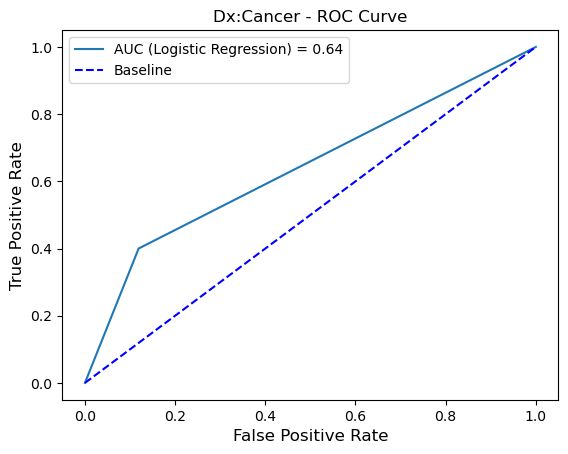 Dx:Cancer - ROC Curve
AUC (Logistic Regression) = 0.64
Baseline
True Positive Rate
1.0
0.8
0.6
0.4
0.2
0.0
0.0 0.2 0.4 0.6 0.8 1.0
False Positive Rate